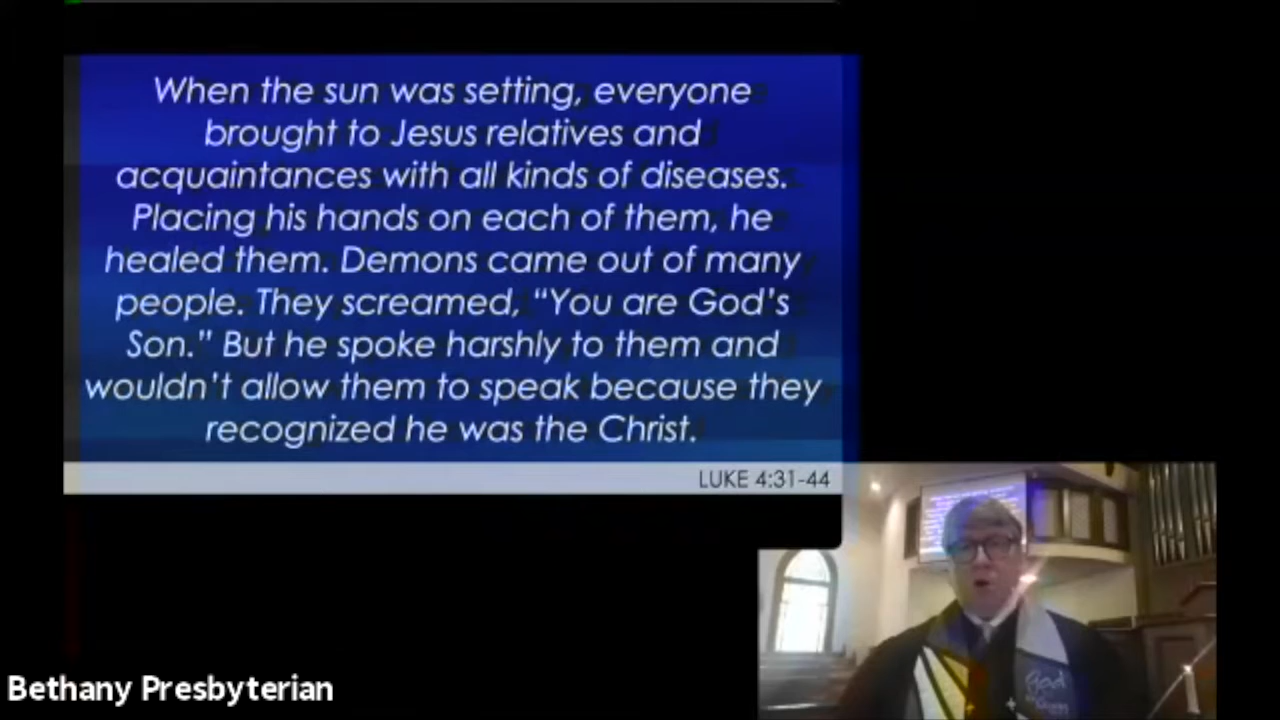 When the sun was setting, everyone
brought to Jesus relatives and
acquaintances with all kinds of diseases.
Placing his hands on each of them, he
healed them. Demons came out of many
people. They screamed, “You are God’s
Son.” But he spoke harshly to them and
wouldn’t allow them to speak because they
recognized he was the Christ.
LUKE 4:31-44
God
Bethany Presbyterian